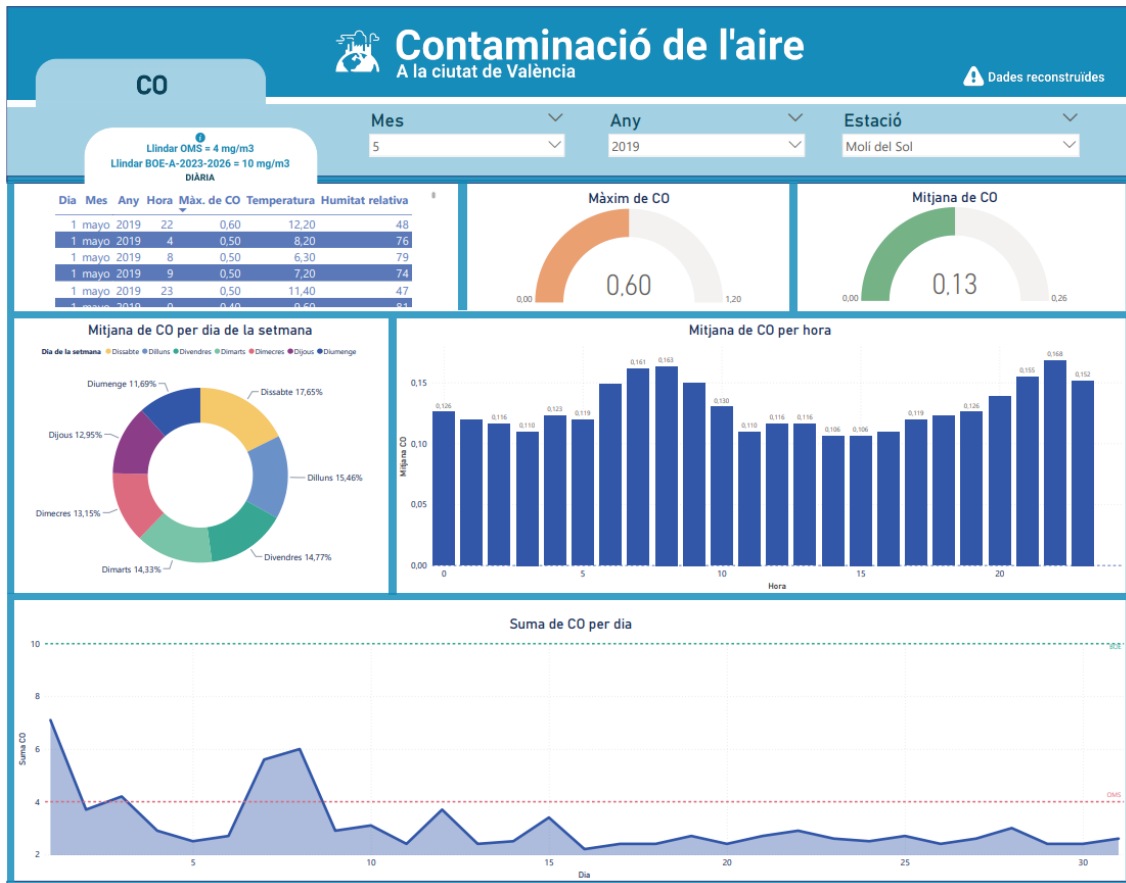 Contaminació de l'aire
A la ciutat de València
CO
Dades reconstruïdes
Mes
Any
Estació
5
2019
Molí del Sol
Llindar OMS = 4 mg/m3
Llindar BOE-A-2023-2026 = 10 mg/m3
DIÀRIA
Dia Mes Any Hora Màx. de CO Temperatura Humitat relativa
1 mayo 2019 22 0,60 12,20 48
1 mayo 2019 4 0,50 8,20 76
1 mayo 2019 8 0,50 6,30 79
1 mayo 2019 9 0,50 7,20 74
1 mayo 2019 23 0,50 11,40 47
1 mayo 2019 0 0,40 9,60 81
Màxim de CO
0,60
0,00
1,20
Mitjana de CO
0,13
0,00
0,26
Mitjana de CO per dia de la setmana
Dia de la setmana Dissabte Dilluns Divendres Dimarts Dimecres Dijous Diumenge
Diumenge 11,69%
Dissabte 17,65%
Dijous 12,95%
Dilluns 15,46%
Dimecres 13,15%
Divendres 14,77%
Dimarts 14,33%
Mitjana de CO per hora
Mitjana CO
0,15
0,10
0,05
0,00
0,126
0,116
0,110
0,123
0,119
0,161
0,163
0,130
0,110
0,116
0,116
0,106
0,106
0,119
0,126
0,155
0,168
0,152
0
5
10
15
20
Hora
Suma de CO per dia
Suma CO
10
8
6
4
2
BOE
OMS
5
10
15
20
25
30
Dia